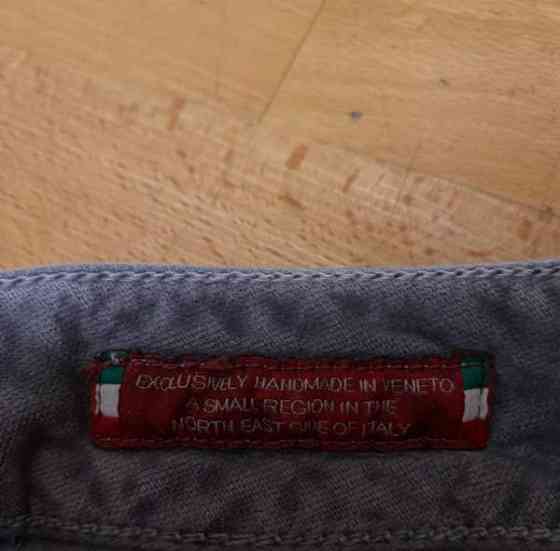 EXCLUSIVELY HANDMADE IN VENETO
A SMALL REGION IN THE
NORTH EAST SIDE OF ITALY